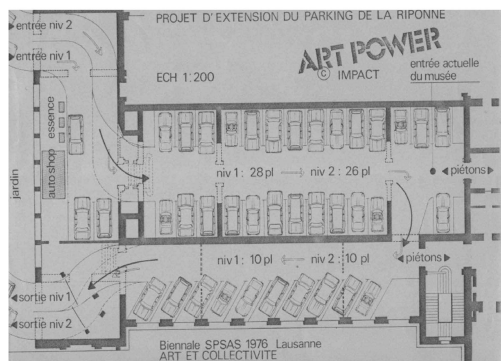 PROJET D'EXTENSION DU PARKING DE LA RIPONNE
entrée niv 2
entrée niv 1
ECH 1:200
ART POWER
© IMPACT
entrée actuelle
du musée
essence
auto shop
jardin
niv 1 : 28 pl niv 2 : 26 pl
piétons
niv 1 : 10 pl niv 2 : 10 pl
piétons
sortie niv 1
sortie niv 2
Biennale SPSAS 1976 Lausanne
ART ET COLLECTIVITE